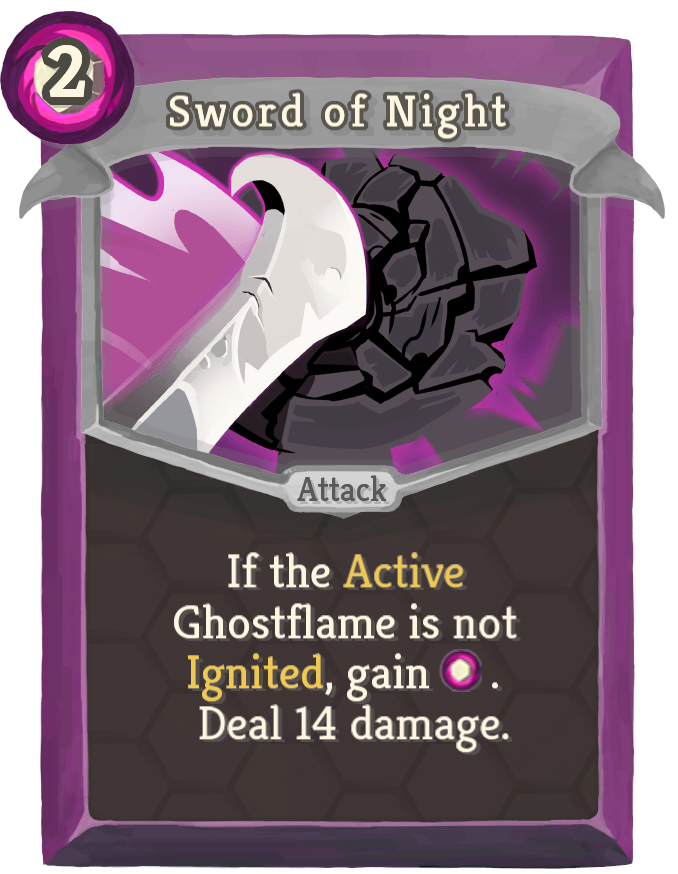 2
Sword of Night
Attack
If the Active
Ghostflame is not
Ignited, gain .
Deal 14 damage.